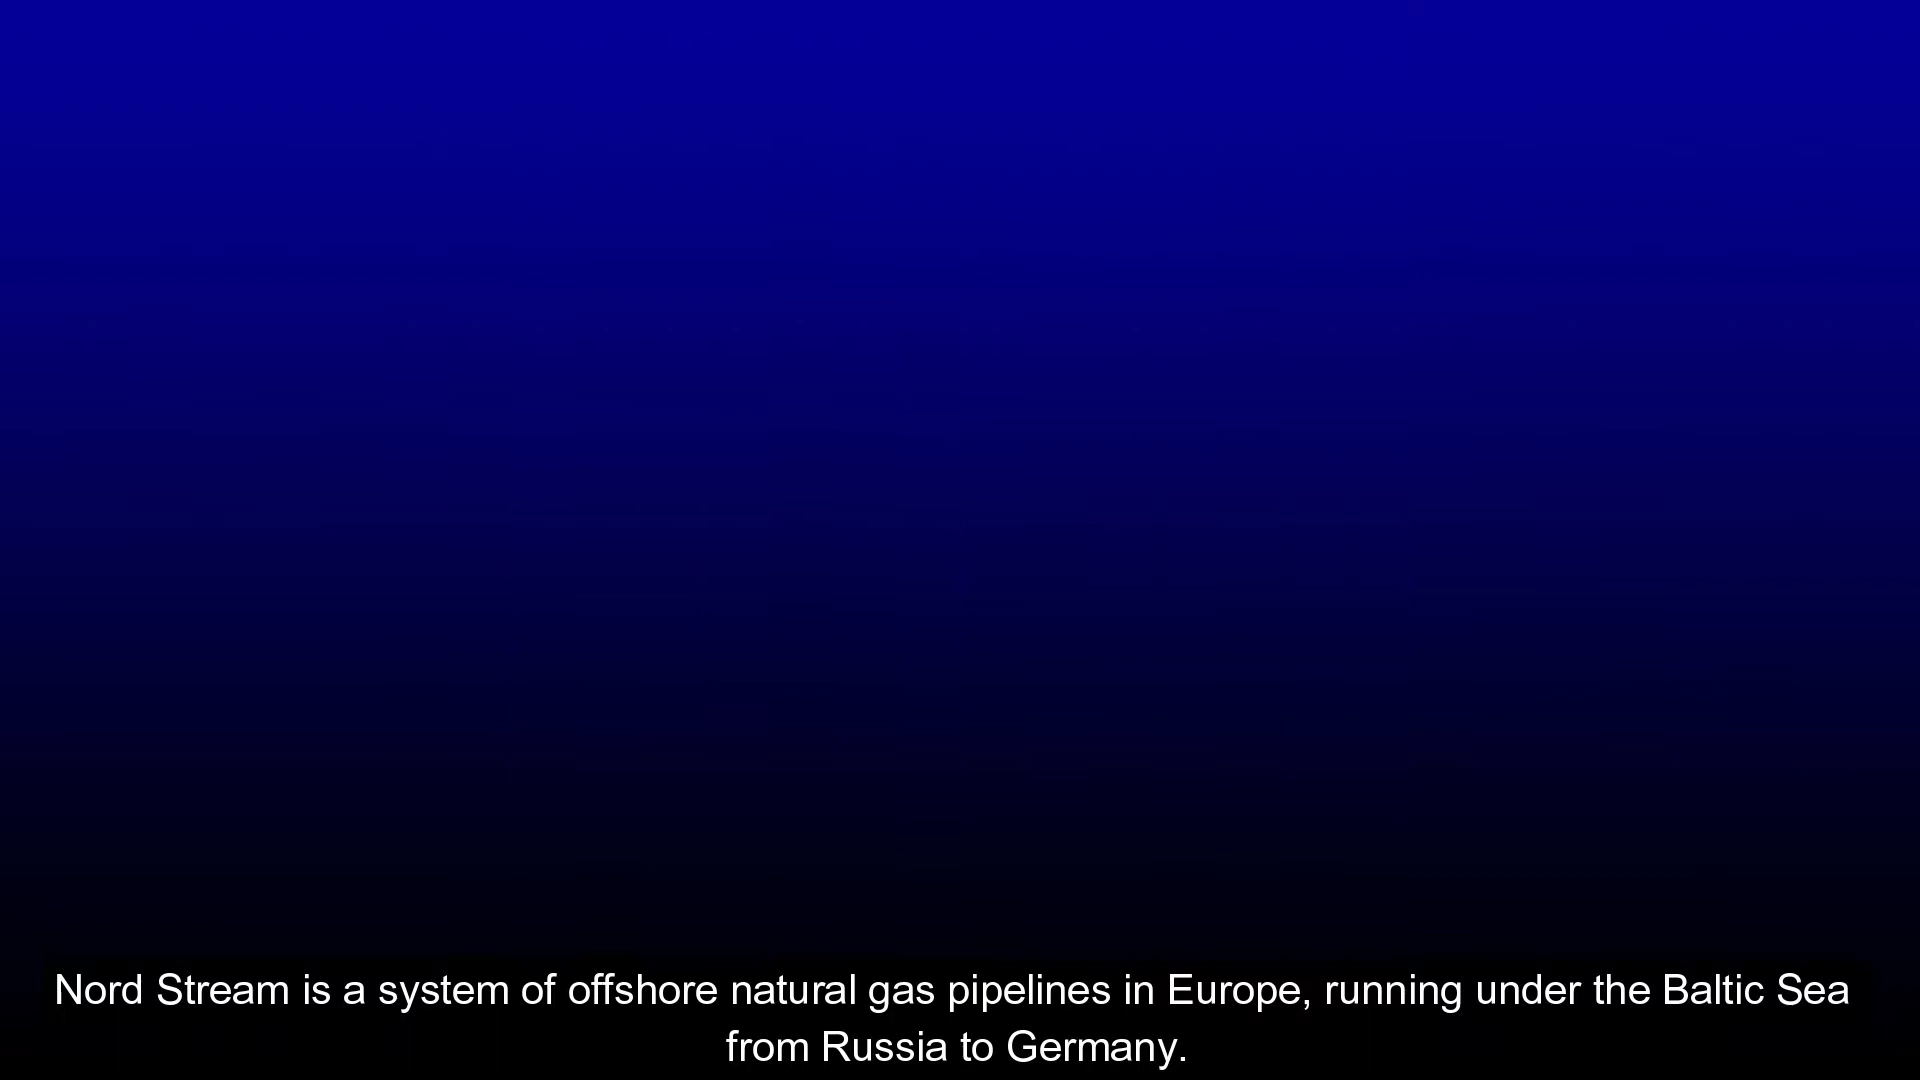 Nord Stream is a system of offshore natural gas pipelines in Europe, running under the Baltic Sea
from Russia to Germany.